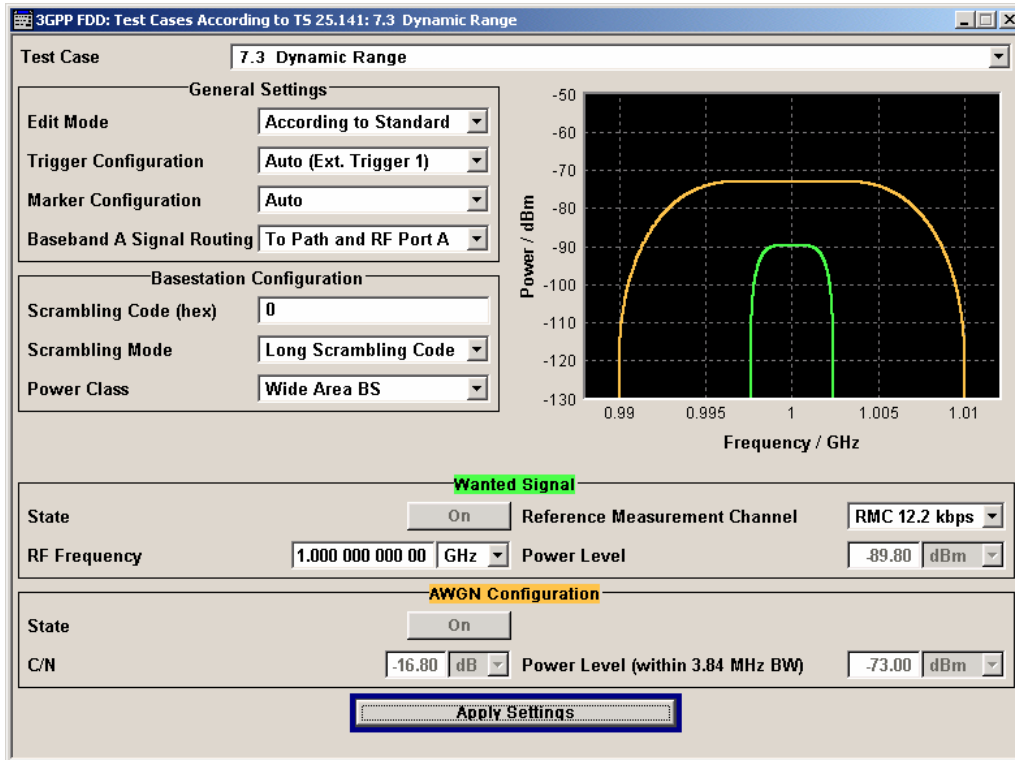 3GPP FDD: Test Cases According to TS 25.141: 7.3 Dynamic Range
Test Case 7.3 Dynamic Range
General Settings
Edit Mode According to Standard
Trigger Configuration Auto (Ext. Trigger 1)
Marker Configuration Auto
Baseband A Signal Routing To Path and RF Port A
Basestation Configuration
Scrambling Code (hex) 0
Scrambling Mode Long Scrambling Code
Power Class Wide Area BS
Power / dBm
-50
-60
-70
-80
-90
-100
-110
-120
-130
0.99 0.995 1 1.005 1.01
Frequency / GHz
Wanted Signal
State On Reference Measurement Channel RMC 12.2 kbps
RF Frequency 1.000 000 000 00 GHz Power Level -89.80 dBm
AWGN Configuration
State On
C/N -16.80 dB Power Level (within 3.84 MHz BW) -73.00 dBm
Apply Settings